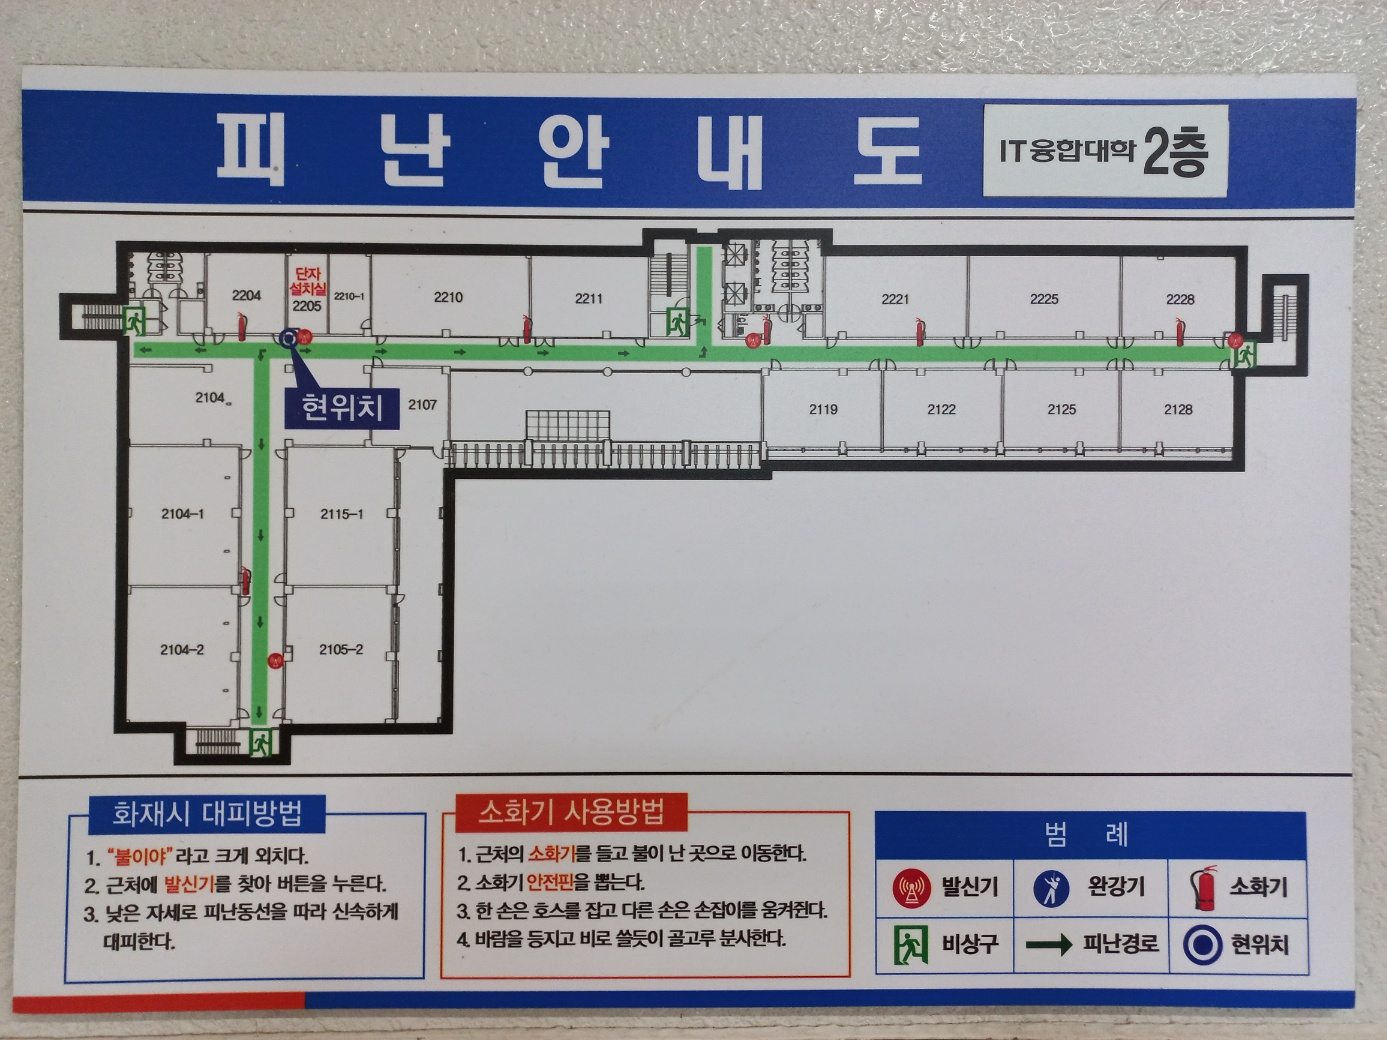 피 난 안 내 도
IT융합대학 2층
2204
단자
설치실
2205
2210-1
2210
2211
2221
2225
2228
현위치
2104
2107
2119
2122
2125
2128
2104-1
2115-1
2104-2
2105-2
화재시 대피방법
1. "불이야"라고 크게 외치다.
2. 근처에 발신기를 찾아 버튼을 누른다.
3. 낮은 자세로 피난동선을 따라 신속하게
대피한다.
소화기 사용방법
1. 근처의 소화기를 들고 불이 난 곳으로 이동한다.
2. 소화기 안전핀을 뽑는다.
3. 한 손은 호스를 잡고 다른 손은 손잡이를 움켜쥔다.
4. 바람을 등지고 비로 쓸듯이 골고루 분사한다.
범 례
발신기
완강기
소화기
비상구
피난경로
현위치